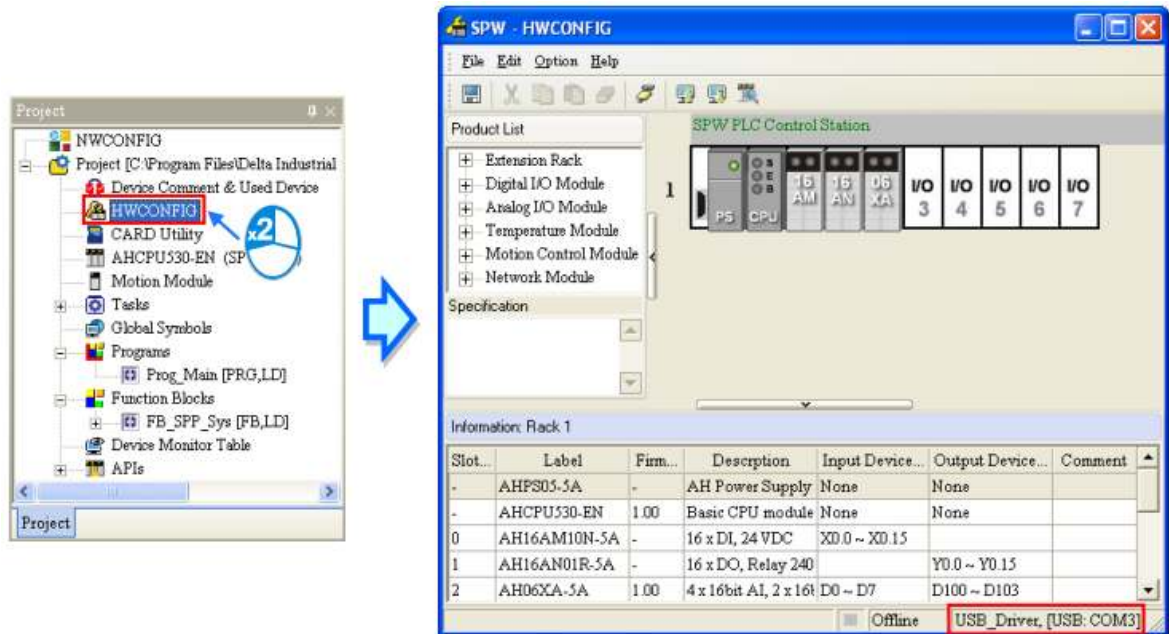 Project
NWCONFIG
Project [C:\Program Files\Delta Industrial
Device Comment & Used Device
HWCONFIG
x2
CARD Utility
AHCPU530-EN (SP
Motion Module
Tasks
Global Symbols
Programs
Prog_Main [PRG,LD]
Function Blocks
FB_SPP_Sys [FB,LD]
Device Monitor Table
APIs
Project
SPW - HWCONFIG
File Edit Option Help
Product List
Extension Rack
Digital I/O Module
Analog I/O Module
Temperature Module
Motion Control Module
Network Module
Specification
SPW PLC Control Station
1
PS
S
E
B
CPU
16 AM
16 AN
06 XA
I/O 3
I/O 4
I/O 5
I/O 6
I/O 7
Information: Rack 1
Slot... Label Firm... Descrption Input Device... Output Device... Comment
- AHPS05-5A - AH Power Supply None None
- AHCPU530-EN 1.00 Basic CPU module None None
0 AH16AM10N-5A - 16 x DI, 24 VDC X0.0 ~ X0.15
1 AH16AN01R-5A - 16 x DO, Relay 240 Y0.0 ~ Y0.15
2 AH06XA-5A 1.00 4 x 16bit AI, 2 x 16b D0 ~ D7 D100 ~ D103
Offline USB_Driver, [USB: COM3]